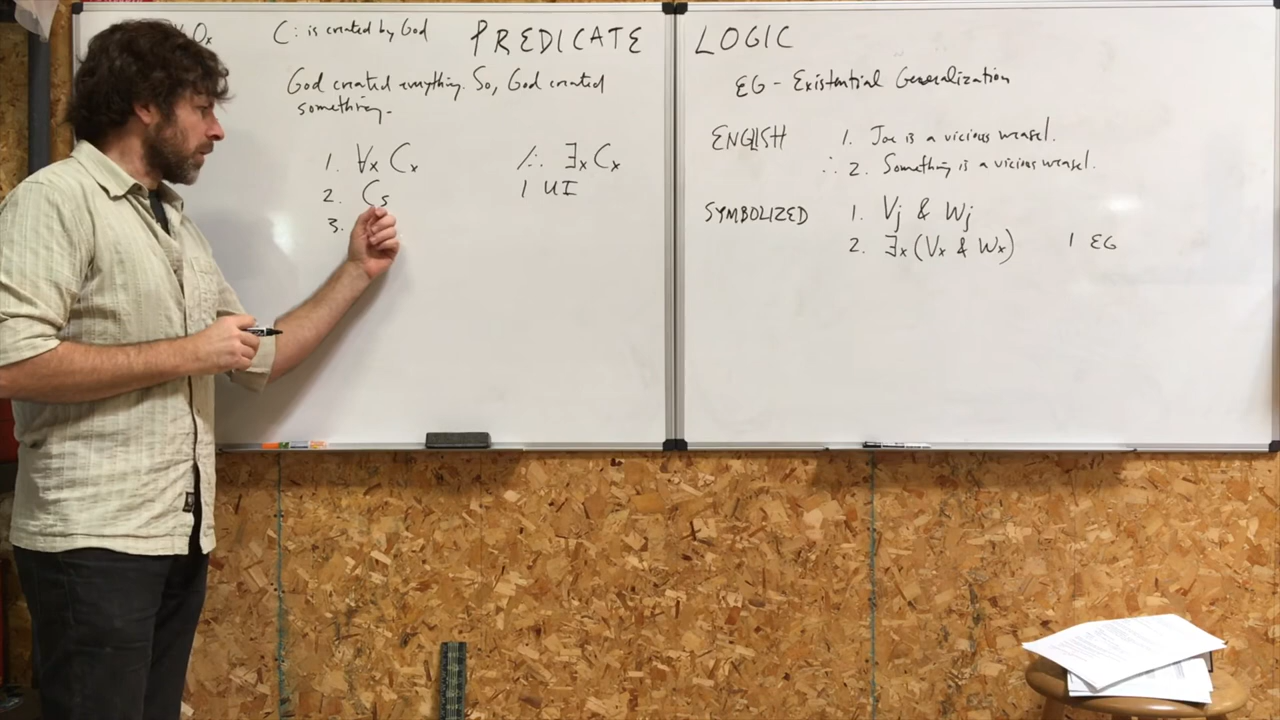 Ox C: is created by God PREDICATE
God created everything. So, God created
something.
1. ∀x Cx /∴ ∃x Cx
2. Cs 1 UI
3.
LOGIC
EG - Existential Generalization
ENGLISH 1. Joe is a vicious weasel.
∴ 2. Something is a vicious weasel.
SYMBOLIZED 1. Vj & Wj
2. ∃x(Vx & Wx) 1 EG